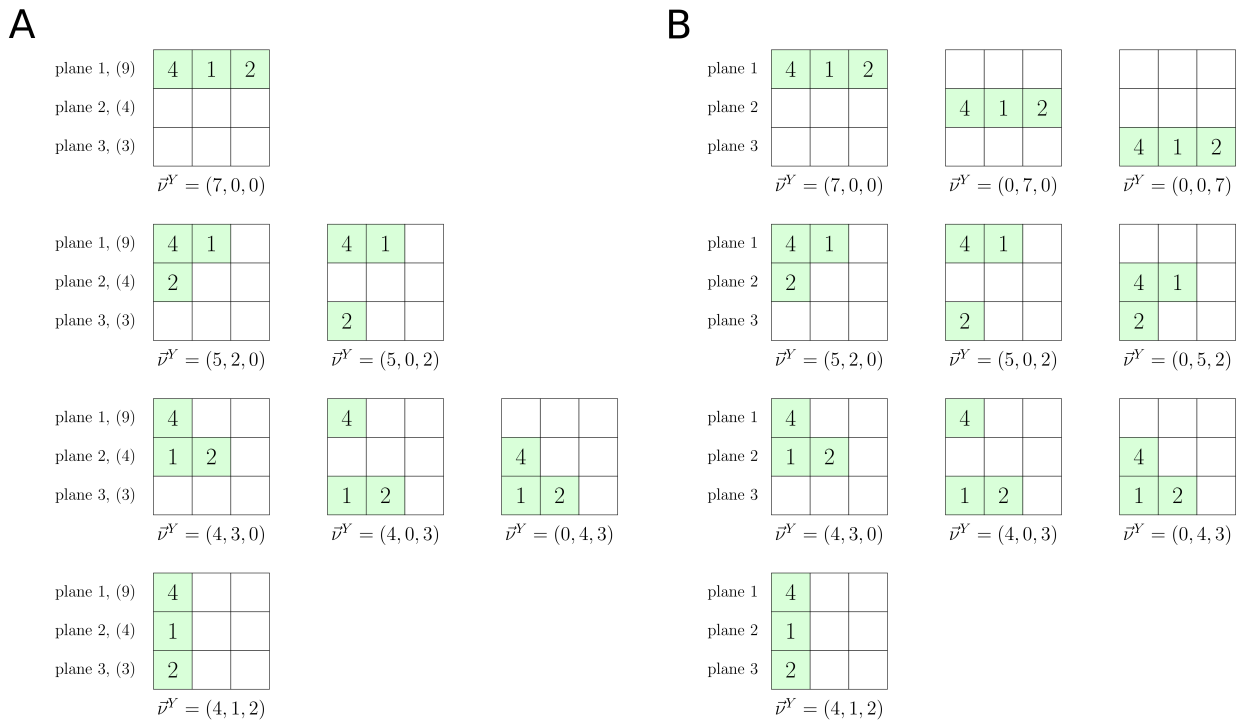 A
plane 1, (9) 4 1 2
plane 2, (4)
plane 3, (3)
ν⃗^Y = (7, 0, 0)
plane 1, (9) 4 1 4 1
plane 2, (4) 2
plane 3, (3) 2
ν⃗^Y = (5, 2, 0) ν⃗^Y = (5, 0, 2)
plane 1, (9) 4 4
plane 2, (4) 1 2 4
plane 3, (3) 1 2 1 2
ν⃗^Y = (4, 3, 0) ν⃗^Y = (4, 0, 3) ν⃗^Y = (0, 4, 3)
plane 1, (9) 4
plane 2, (4) 1
plane 3, (3) 2
ν⃗^Y = (4, 1, 2)
B
plane 1 4 1 2
plane 2 4 1 2
plane 3 4 1 2
ν⃗^Y = (7, 0, 0) ν⃗^Y = (0, 7, 0) ν⃗^Y = (0, 0, 7)
plane 1 4 1 4 1
plane 2 2 4 1
plane 3 2 2
ν⃗^Y = (5, 2, 0) ν⃗^Y = (5, 0, 2) ν⃗^Y = (0, 5, 2)
plane 1 4 4
plane 2 1 2 4
plane 3 1 2 1 2
ν⃗^Y = (4, 3, 0) ν⃗^Y = (4, 0, 3) ν⃗^Y = (0, 4, 3)
plane 1 4
plane 2 1
plane 3 2
ν⃗^Y = (4, 1, 2)